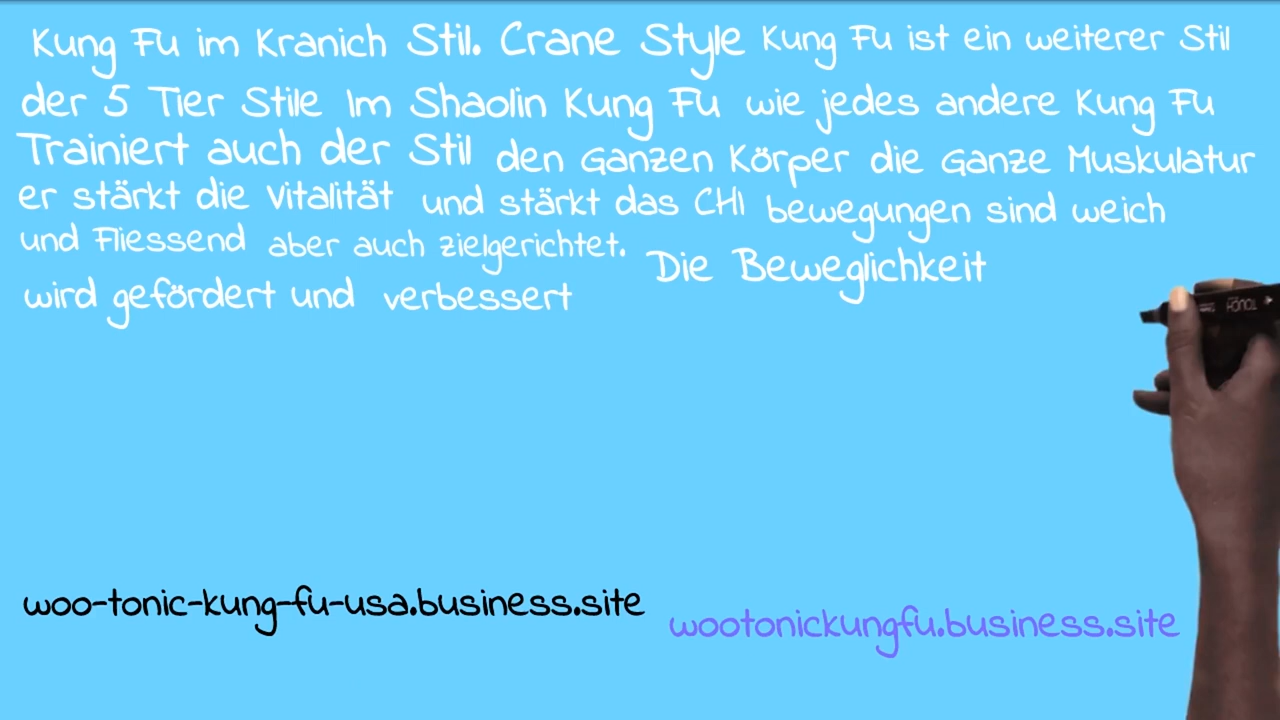 Kung Fu im Kranich Stil. Crane Style Kung Fu ist ein weiterer Stil
der 5 Tier Stile Im Shaolin Kung Fu wie jedes andere Kung Fu
Trainiert auch der Stil den Ganzen Körper die Ganze Muskulatur
er stärkt die Vitalität und stärkt das CHI bewegungen sind weich
und Fliessend aber auch zielgerichtet. Die Beweglichkeit
wird gefördert und verbessert
woo-tonic-kung-fu-usa.business.site
wootonickungfu.business.site